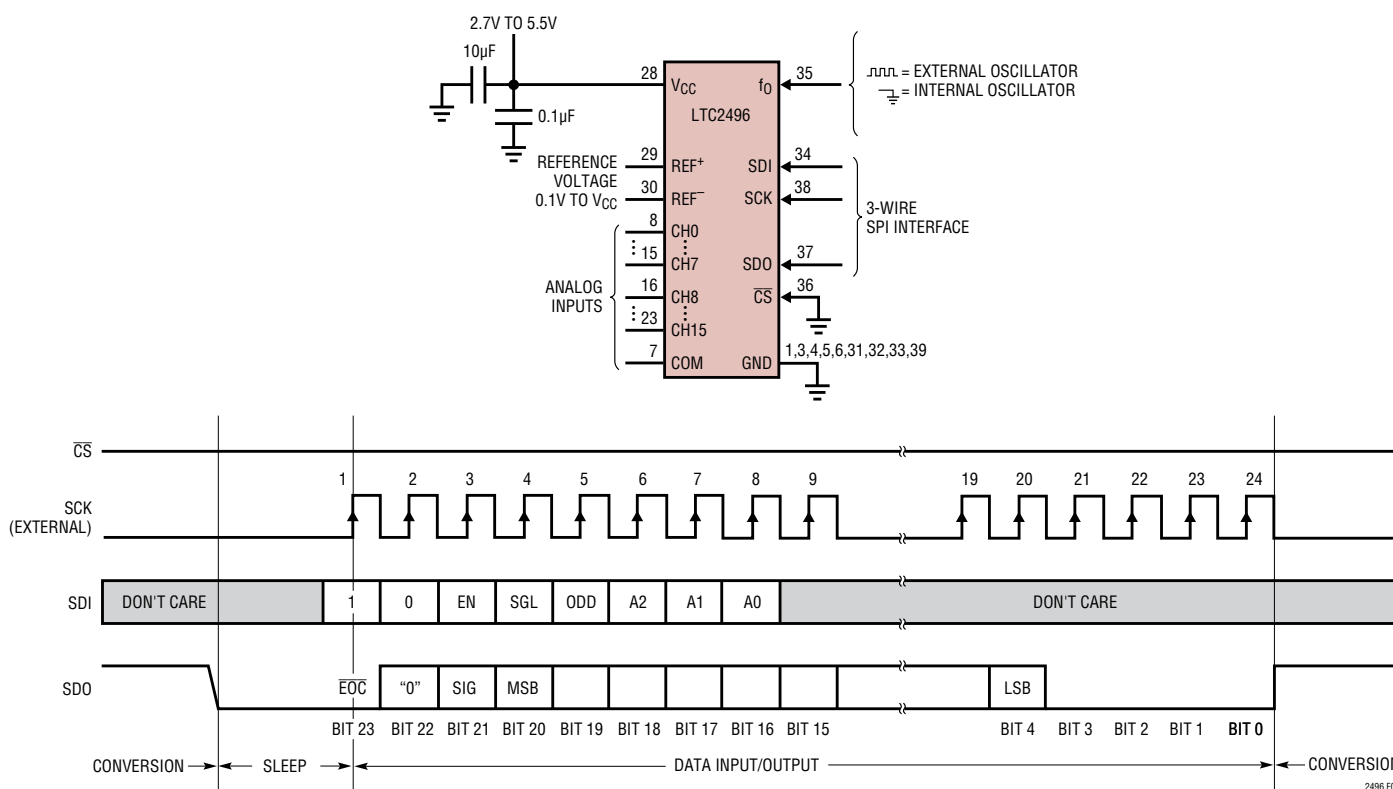 2.7V TO 5.5V
10µF
0.1µF
28
VCC
fO
35
LTC2496
= EXTERNAL OSCILLATOR
= INTERNAL OSCILLATOR
REFERENCE
VOLTAGE
0.1V TO VCC
29
REF+
30
REF−
SDI
34
SCK
38
3-WIRE
SPI INTERFACE
SDO
37
CS
36
ANALOG
INPUTS
8
CH0
15
CH7
16
CH8
23
CH15
7
COM
GND
1,3,4,5,6,31,32,33,39
CS
SCK
(EXTERNAL)
1 2 3 4 5 6 7 8 9 19 20 21 22 23 24
SDI DON'T CARE 1 0 EN SGL ODD A2 A1 A0 DON'T CARE
SDO EOC “0” SIG MSB LSB
BIT 23 BIT 22 BIT 21 BIT 20 BIT 19 BIT 18 BIT 17 BIT 16 BIT 15 BIT 4 BIT 3 BIT 2 BIT 1 BIT 0
CONVERSION SLEEP DATA INPUT/OUTPUT CONVERSION